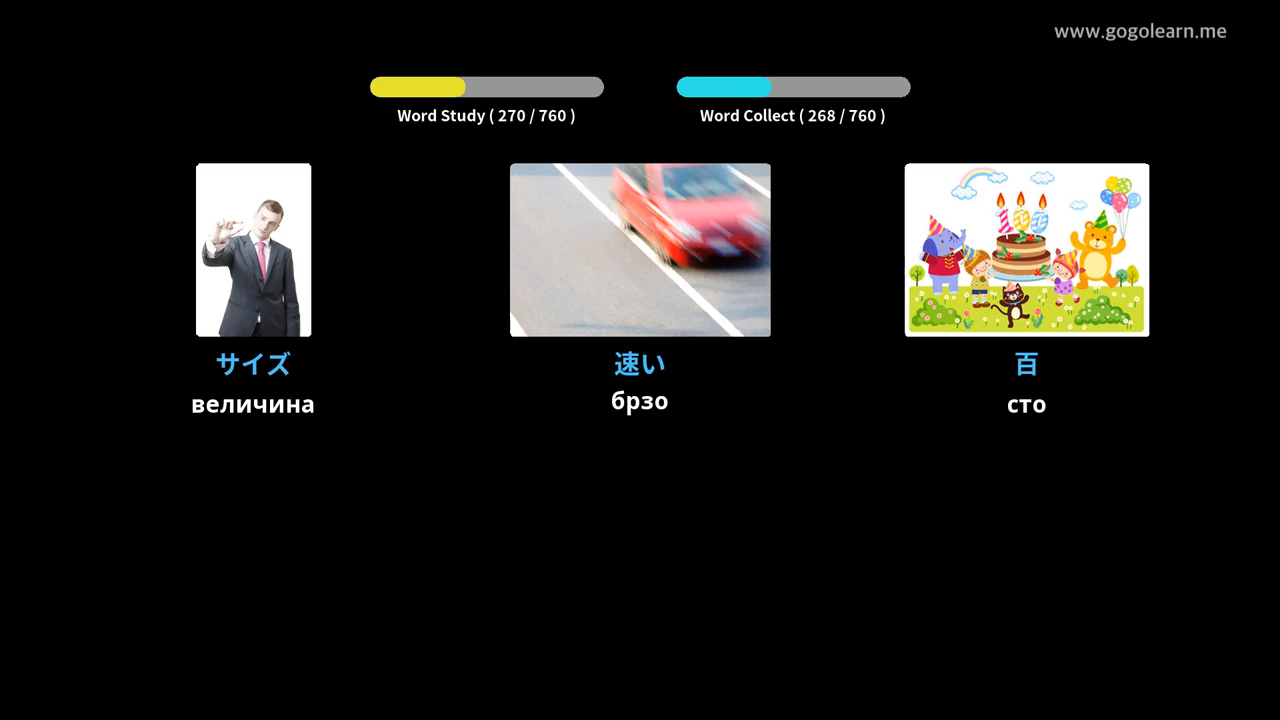 www.gogolearn.me
Word Study ( 270 / 760 )
Word Collect ( 268 / 760 )
サイズ
величина
速い
брзо
百
сто